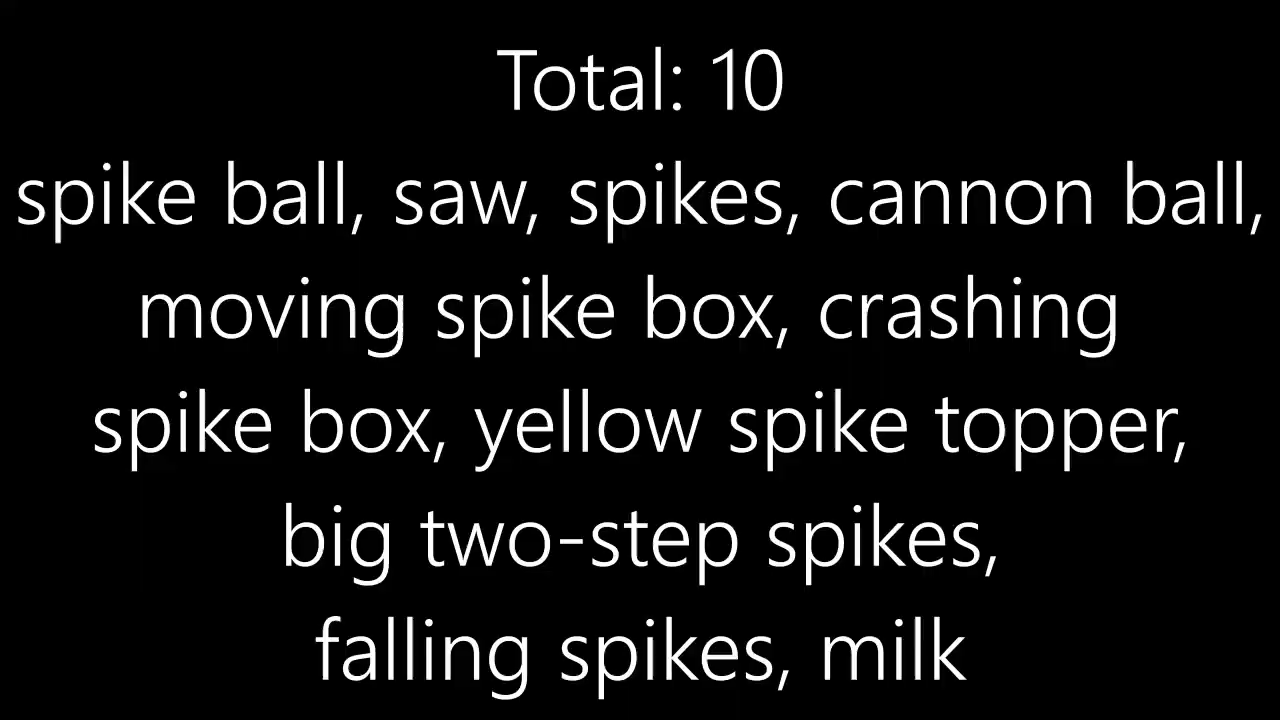 Total: 10
spike ball, saw, spikes, cannon ball,
moving spike box, crashing
spike box, yellow spike topper,
big two-step spikes,
falling spikes, milk